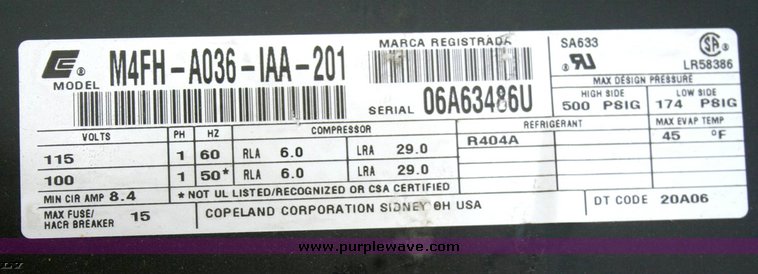 MARCA REGISTRADA
SA633
LR58386
MODEL M4FH-A036-IAA-201
SERIAL 06A63486U
MAX DESIGN PRESSURE
HIGH SIDE LOW SIDE
500 PSIG 174 PSIG
VOLTS PH HZ COMPRESSOR REFRIGERANT MAX EVAP TEMP
115 1 60 RLA 6.0 LRA 29.0 R404A 45 °F
100 1 50* RLA 6.0 LRA 29.0
MIN CIR AMP 8.4 *NOT UL LISTED/RECOGNIZED OR CSA CERTIFIED
MAX FUSE/
HACR BREAKER 15 COPELAND CORPORATION SIDNEY OH USA DT CODE 20A06
www.purplewave.com